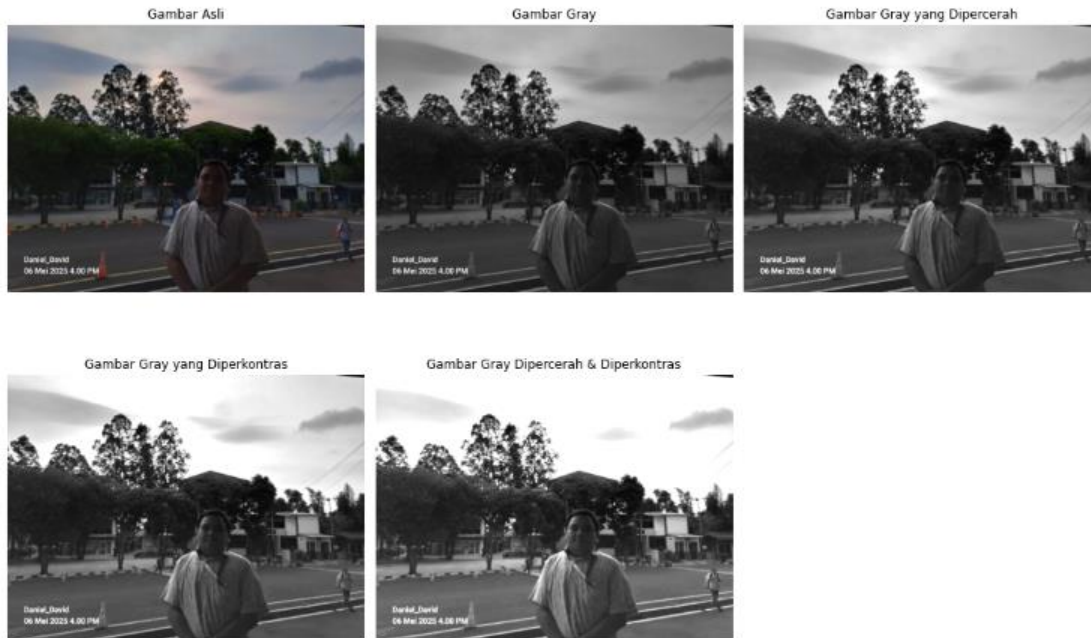 Gambar Asli
Gambar Gray
Gambar Gray yang Dipercerah
Daniel_David
06 Mei 2025 4.00 PM
Daniel_David
06 Mei 2025 4.00 PM
Daniel_David
06 Mei 2025 4.00 PM
Gambar Gray yang Diperkontras
Gambar Gray Dipercerah & Diperkontras
Daniel_David
06 Mei 2025 4.00 PM
Daniel_David
06 Mei 2025 4.00 PM